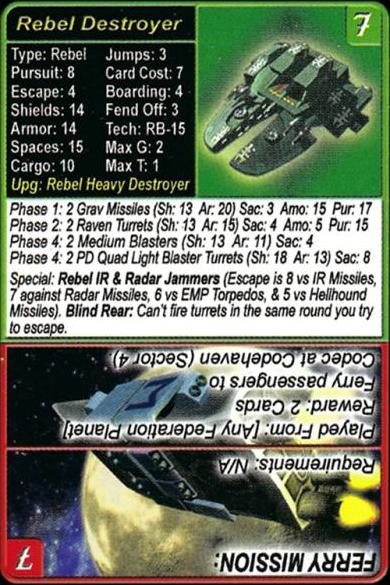 Rebel Destroyer
7
Type: Rebel Jumps: 3
Pursuit: 8 Card Cost: 7
Escape: 4 Boarding: 4
Shields: 14 Fend Off: 3
Armor: 14 Tech: RB-15
Spaces: 15 Max G: 2
Cargo: 10 Max T: 1
Upg: Rebel Heavy Destroyer
Phase 1: 2 Grav Missiles (Sh: 13 Ar: 20) Sac: 3 Amo: 15 Pur: 17
Phase 2: 2 Raven Turrets (Sh: 13 Ar: 15) Sac: 4 Amo: 5 Pur: 15
Phase 4: 2 Medium Blasters (Sh: 13 Ar: 11) Sac: 4
Phase 4: 2 PD Quad Light Blaster Turrets (Sh: 18 Ar: 13) Sac: 8
Special: Rebel IR & Radar Jammers (Escape is 8 vs IR Missiles,
7 against Radar Missiles, 6 vs EMP Torpedos, & 5 vs Hellhound
Missiles). Blind Rear: Can't fire turrets in the same round you try
to escape.
FERRY MISSION:
7
Requirements: N/A
Played From: [Any Federation Planet]
Reward: 2 Cards
Ferry passengers to
Codec at Codehaven (Sector 4)